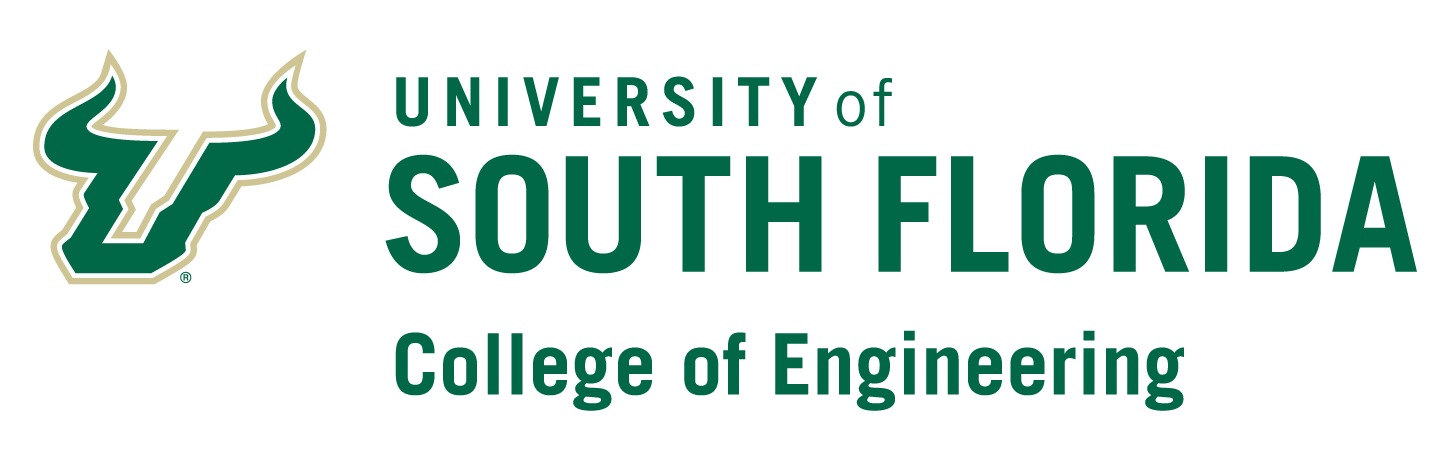 UNIVERSITY of
SOUTH FLORIDA
®
College of Engineering